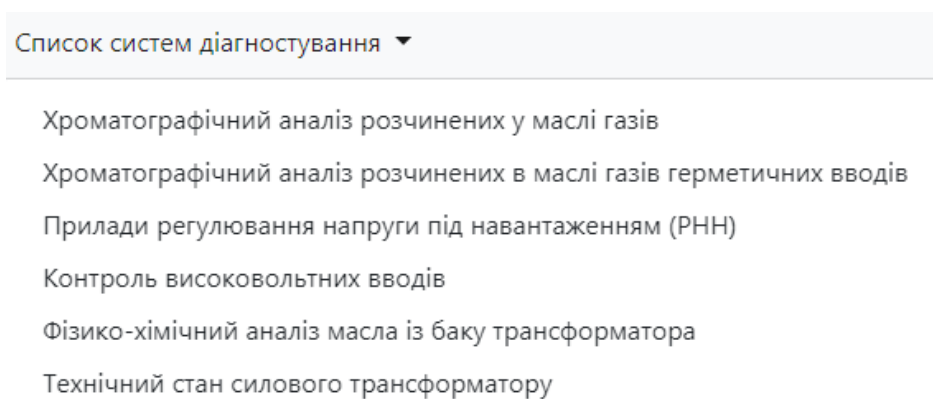 Список систем діагностування
Хроматографічний аналіз розчинених у маслі газів
Хроматографічний аналіз розчинених в маслі газів герметичних вводів
Прилади регулювання напруги під навантаженням (РНН)
Контроль високовольтних вводів
Фізико-хімічний аналіз масла із баку трансформатора
Технічний стан силового трансформатору